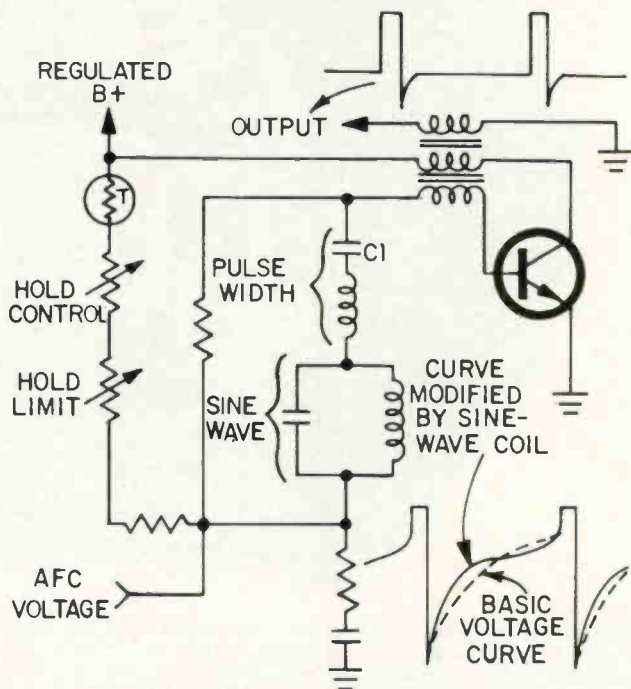 REGULATED
B+
OUTPUT
T
HOLD
CONTROL
HOLD
LIMIT
PULSE
WIDTH
C1
SINE
WAVE
CURVE
MODIFIED
BY SINE-
WAVE COIL
AFC
VOLTAGE
BASIC
VOLTAGE
CURVE